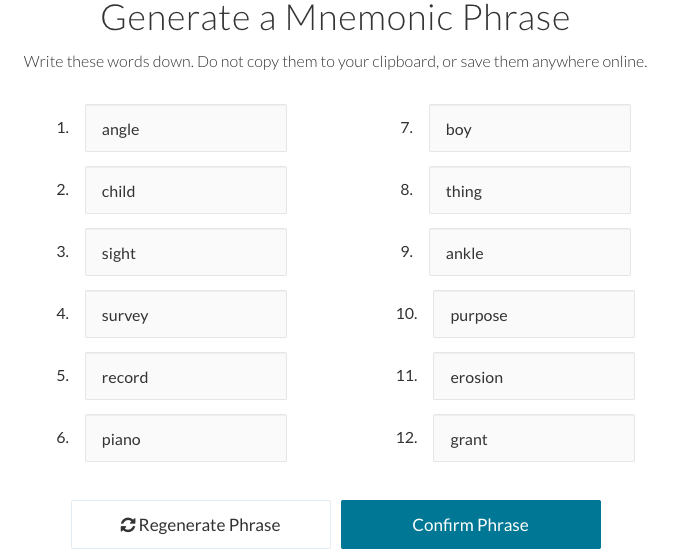 Generate a Mnemonic Phrase
Write these words down. Do not copy them to your clipboard, or save them anywhere online.
1. angle
2. child
3. sight
4. survey
5. record
6. piano
7. boy
8. thing
9. ankle
10. purpose
11. erosion
12. grant
Regenerate Phrase
Confirm Phrase